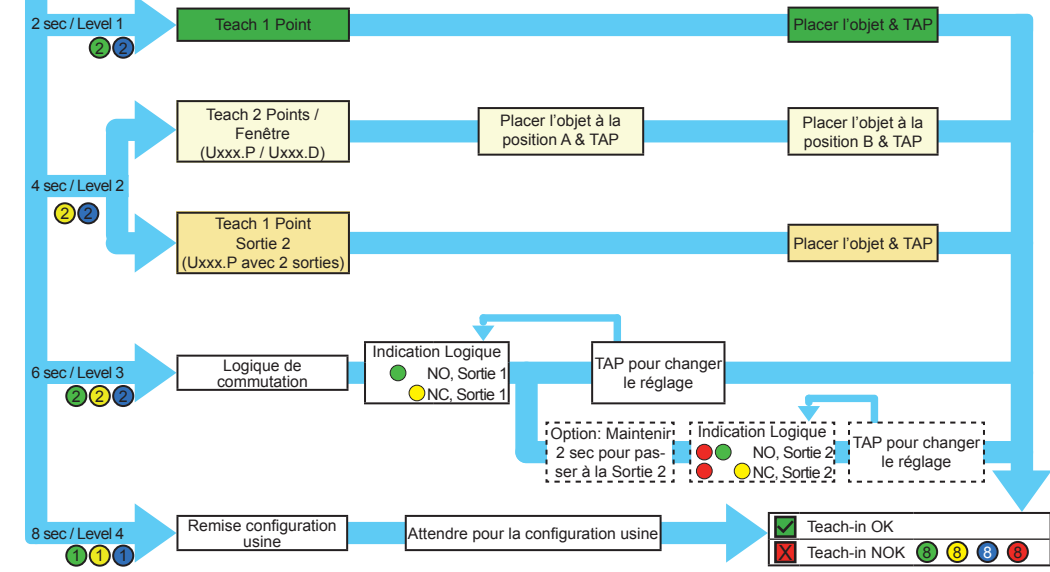 2 sec / Level 1
2 2
Teach 1 Point
Placer l'objet & TAP
4 sec / Level 2
2 2
Teach 2 Points /
Fenêtre
(Uxxx.P / Uxxx.D)
Placer l'objet à la
position A & TAP
Placer l'objet à la
position B & TAP
Teach 1 Point
Sortie 2
(Uxxx.P avec 2 sorties)
Placer l'objet & TAP
6 sec / Level 3
2 2 2
Logique de
commutation
Indication Logique
NO, Sortie 1
NC, Sortie 1
TAP pour changer
le réglage
Option: Maintenir
2 sec pour pas-
ser à la Sortie 2
Indication Logique
NO, Sortie 2
NC, Sortie 2
TAP pour changer
le réglage
8 sec / Level 4
1 1 1
Remise configuration
usine
Attendre pour la configuration usine
Teach-in OK
X Teach-in NOK 8 8 8 8